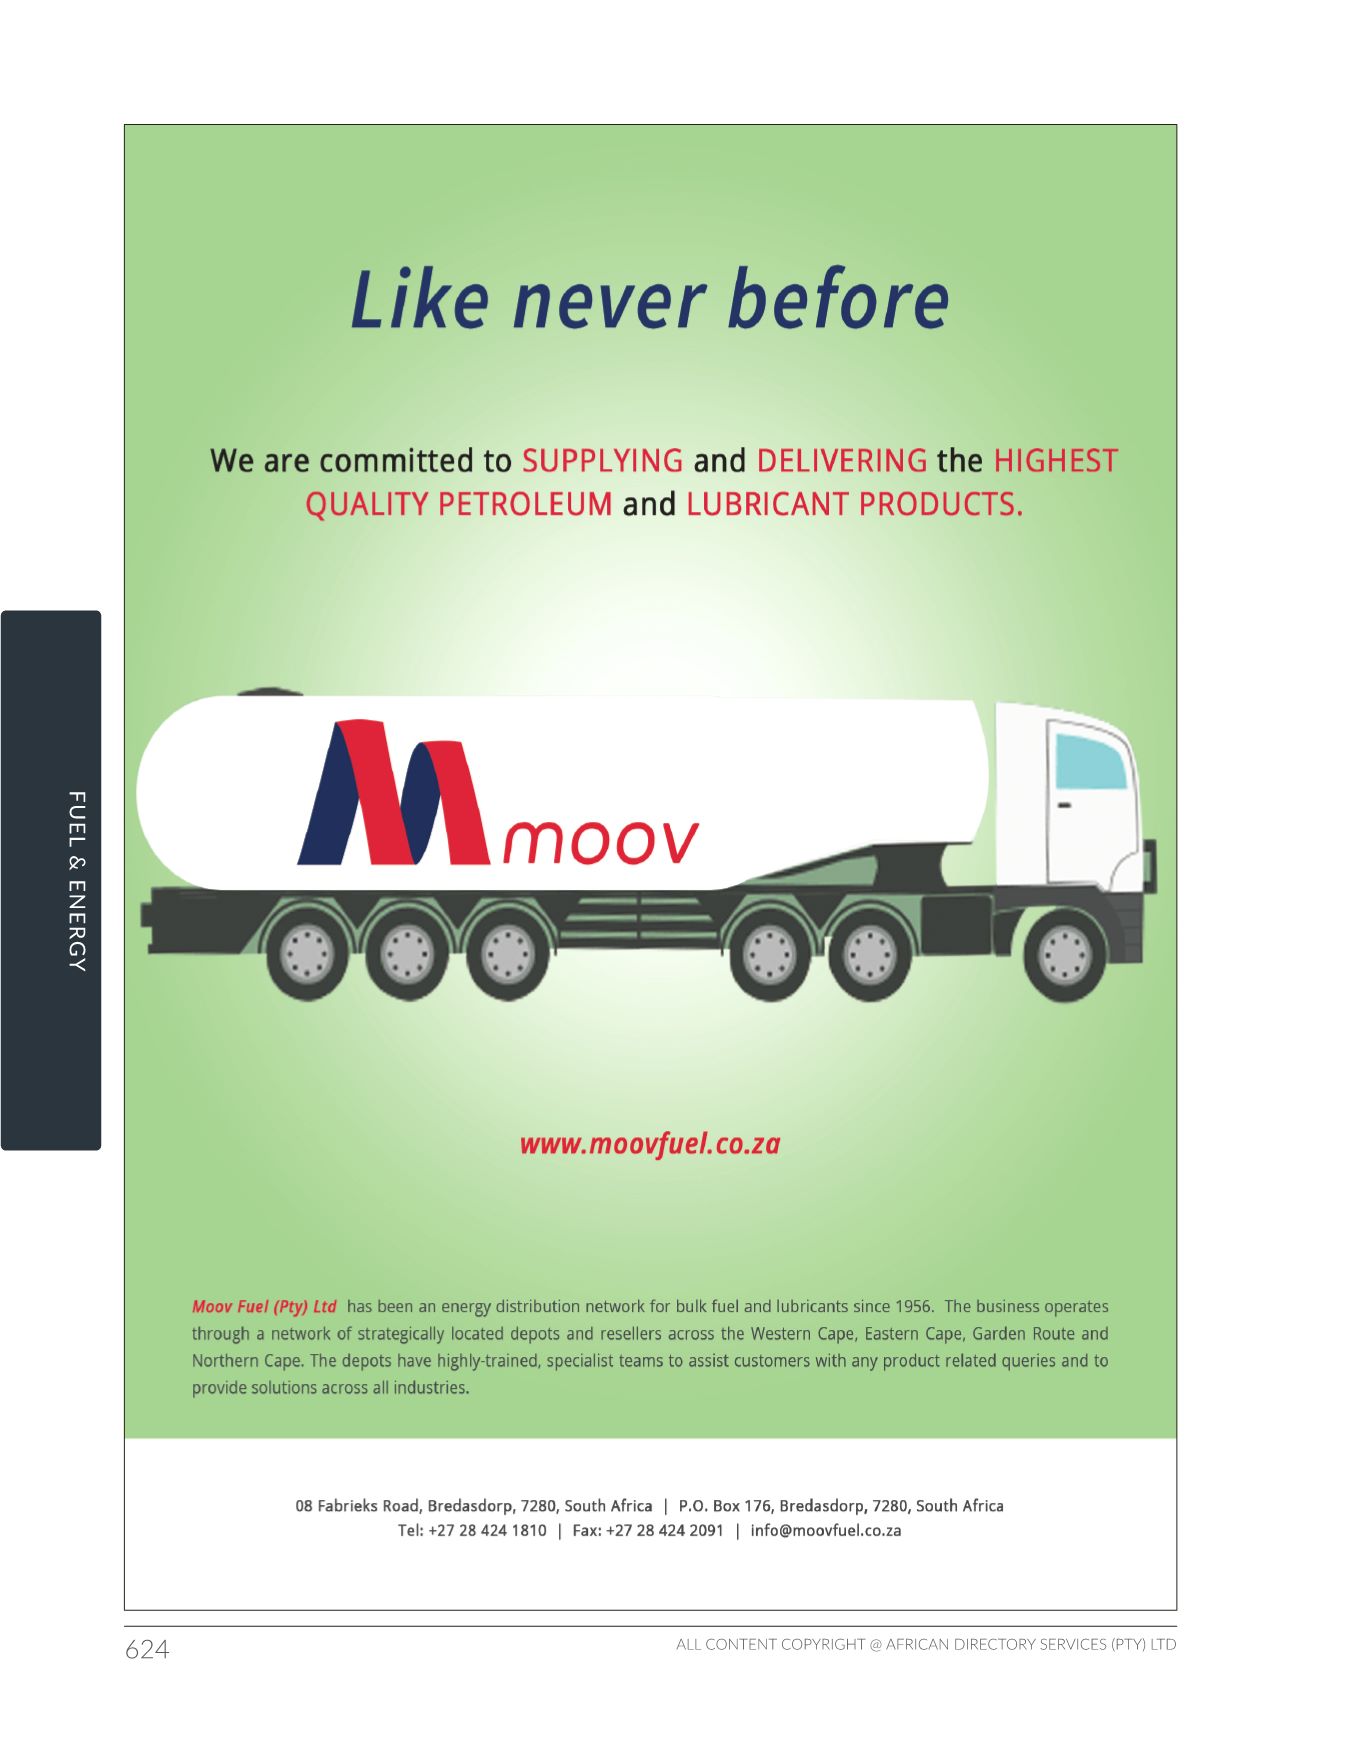 Like never before
We are committed to SUPPLYING and DELIVERING the HIGHEST
QUALITY PETROLEUM and LUBRICANT PRODUCTS.
moov
FUEL & ENERGY
www.moovfuel.co.za
Moov Fuel (Pty) Ltd has been an energy distribution network for bulk fuel and lubricants since 1956. The business operates
through a network of strategically located depots and resellers across the Western Cape, Eastern Cape, Garden Route and
Northern Cape. The depots have highly-trained, specialist teams to assist customers with any product related queries and to
provide solutions across all industries.
08 Fabrieks Road, Bredasdorp, 7280, South Africa | P.O. Box 176, Bredasdorp, 7280, South Africa
Tel: +27 28 424 1810 | Fax: +27 28 424 2091 | info@moovfuel.co.za
624
ALL CONTENT COPYRIGHT @ AFRICAN DIRECTORY SERVICES (PTY) LTD